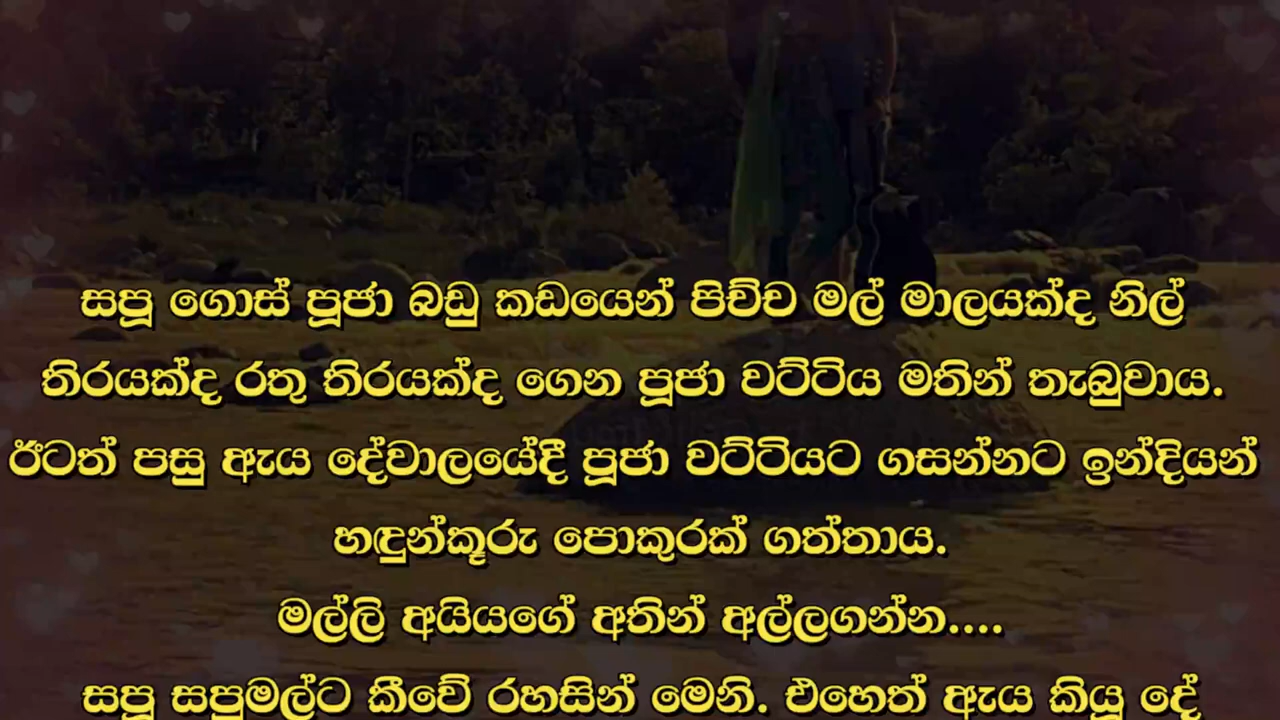 සපූ ගොස් පූජා බඩු කඩයෙන් පිච්ච මල් මාලයක්ද නිල්
තිරයක්ද රතු තිරයක්ද ගෙන පූජා වට්ටිය මතින් තැබුවාය.
ඊටත් පසු ඇය දේවාලයේදී පූජා වට්ටියට ගසන්නට ඉන්දියන්
හඳුන්කූරු පොකුරක් ගත්තාය.
මල්ලි අයියගේ අතින් අල්ලගන්න....
සපූ සපුමල්ට කීවේ රහසින් මෙනි. එහෙත් ඇය කියූ දේ